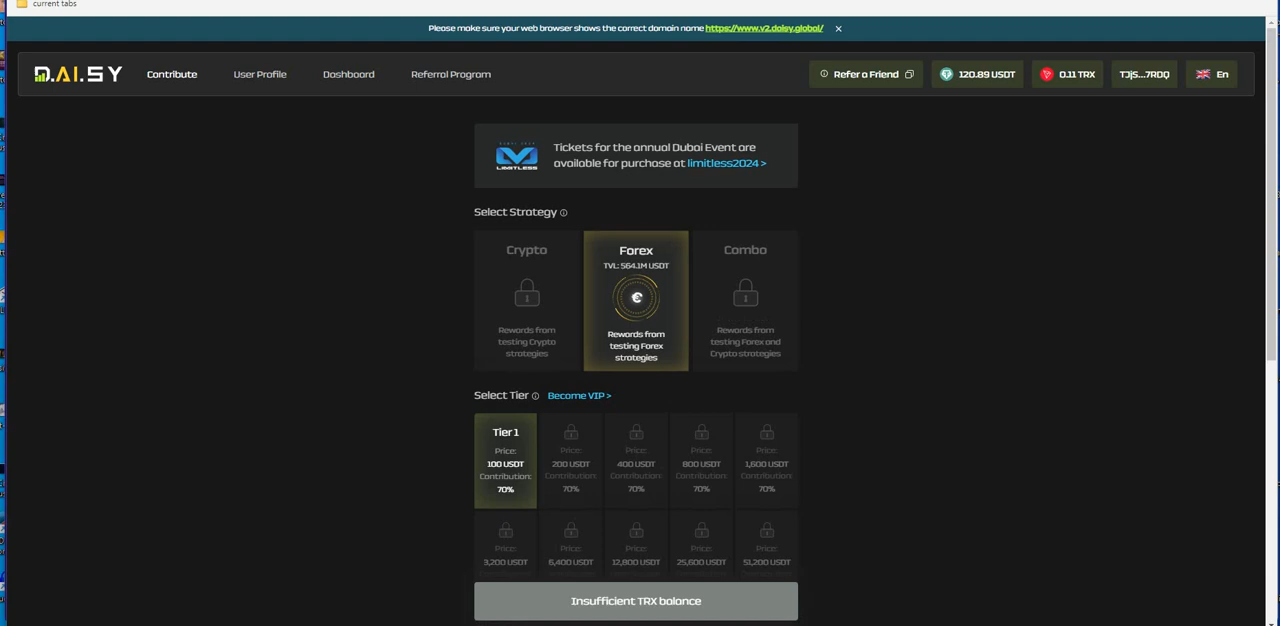 current tabs
Please make sure your web browser shows the correct domain name https://www.v2.daisy.global/ ×
D.AI.SY Contribute User Profile Dashboard Referral Program Refer a Friend 120.89 USDT 0.11 TRX TJjS...7RDQ En
LIMITLESS
Tickets for the annual Dubai Event are
available for purchase at limitless2024 >
Select Strategy
Crypto
Rewards from
testing Crypto
strategies
Forex
TVL: 564.1M USDT
Rewards from
testing Forex
strategies
Combo
Rewards from
testing Forex and
Crypto strategies
Select Tier Become VIP >
Tier 1
Price:
100 USDT
Contribution:
70%
Price:
200 USDT
Contribution:
70%
Price:
400 USDT
Contribution:
70%
Price:
800 USDT
Contribution:
70%
Price:
1,600 USDT
Contribution:
70%
Price:
3,200 USDT
Price:
6,400 USDT
Price:
12,800 USDT
Price:
25,600 USDT
Price:
51,200 USDT
Insufficient TRX balance